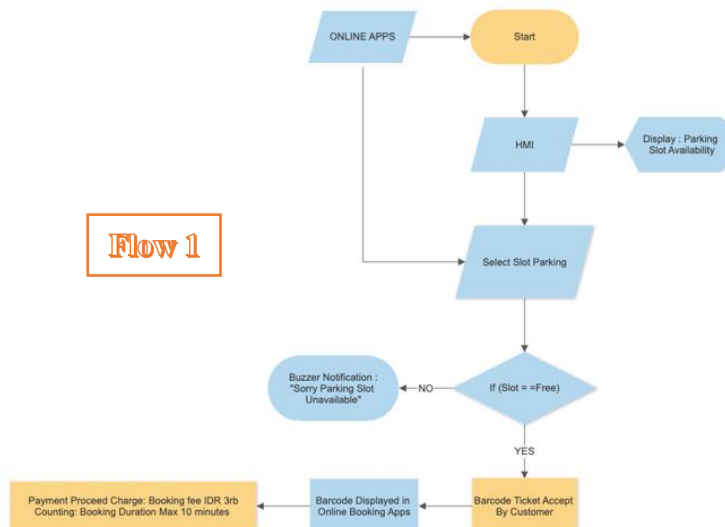 ONLINE APPS
Start
HMI
Display : Parking
Slot Availability
Flow 1
Select Slot Parking
Buzzer Notification :
"Sorry Parking Slot
Unavailable"
NO
If (Slot = =Free)
YES
Payment Proceed Charge: Booking fee IDR 3rb
Counting: Booking Duration Max 10 minutes
Barcode Displayed in
Online Booking Apps
Barcode Ticket Accept
By Customer